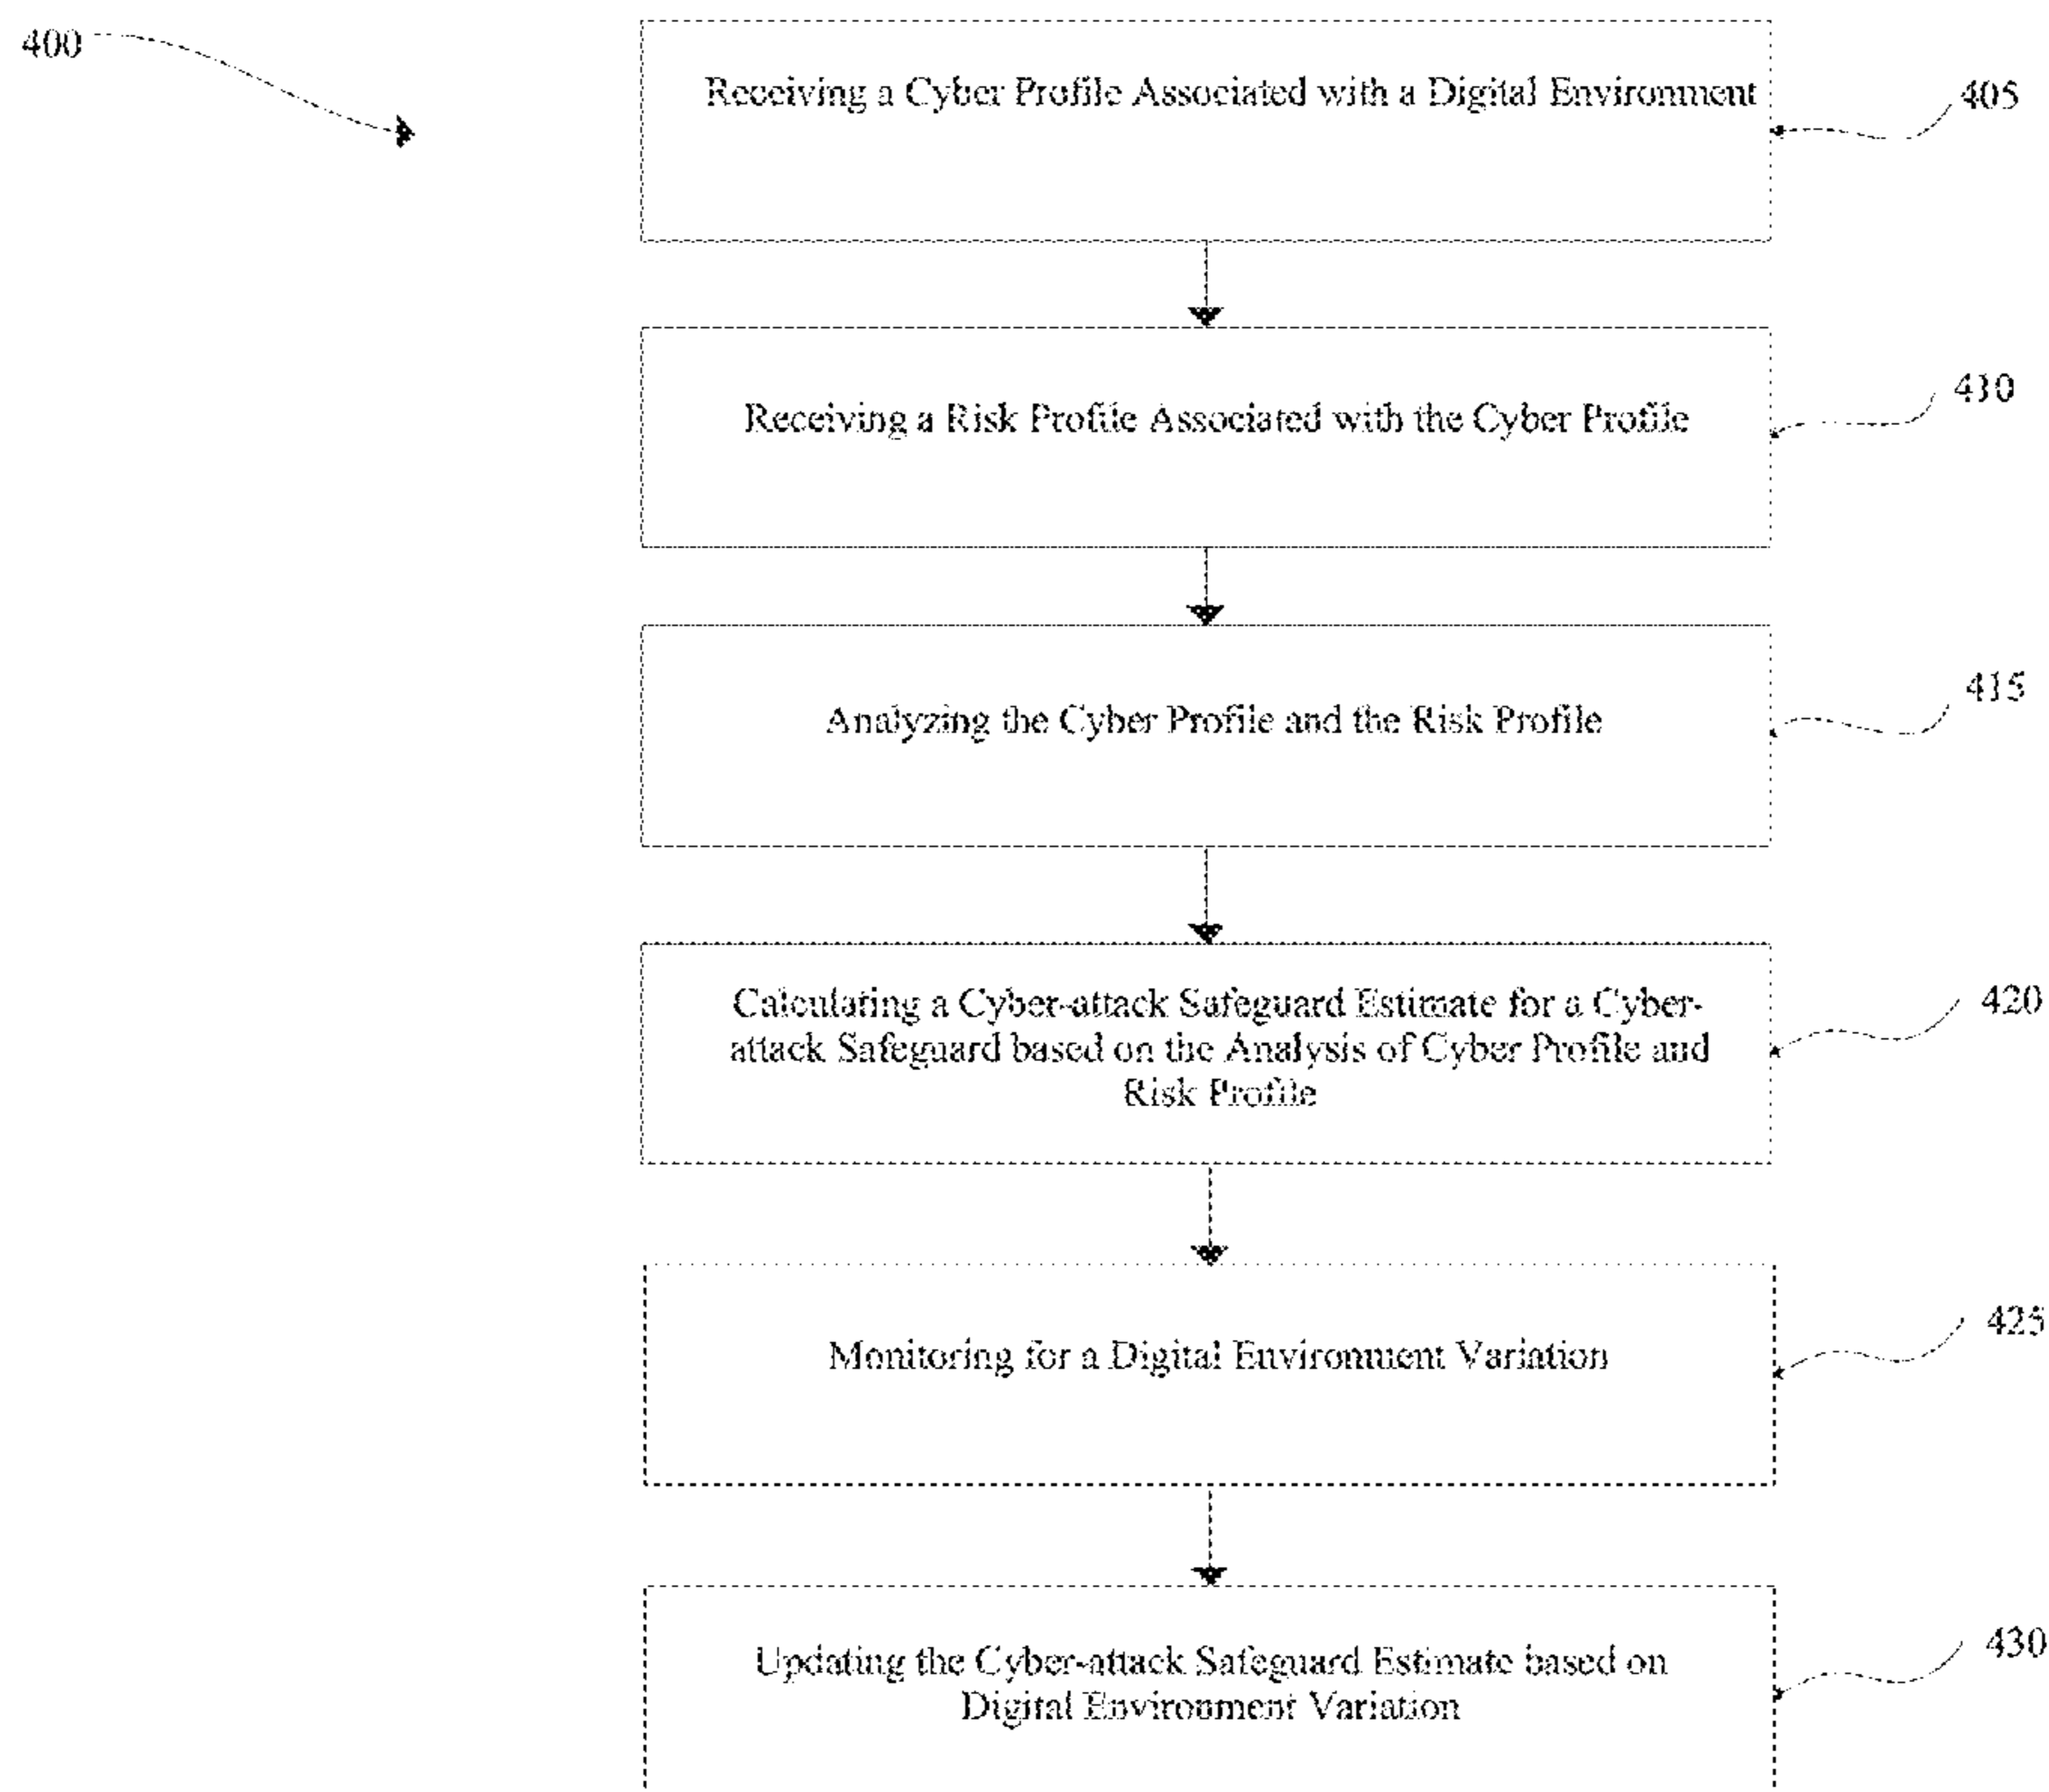 400
Receiving a Cyber Profile Associated with a Digital Environment
405
Receiving a Risk Profile Associated with the Cyber Profile
410
Analyzing the Cyber Profile and the Risk Profile
415
Calculating a Cyber-attack Safeguard Estimate for a Cyber-
attack Safeguard based on the Analysis of Cyber Profile and
Risk Profile
420
Monitoring for a Digital Environment Variation
425
Updating the Cyber-attack Safeguard Estimate based on
Digital Environment Variation
430